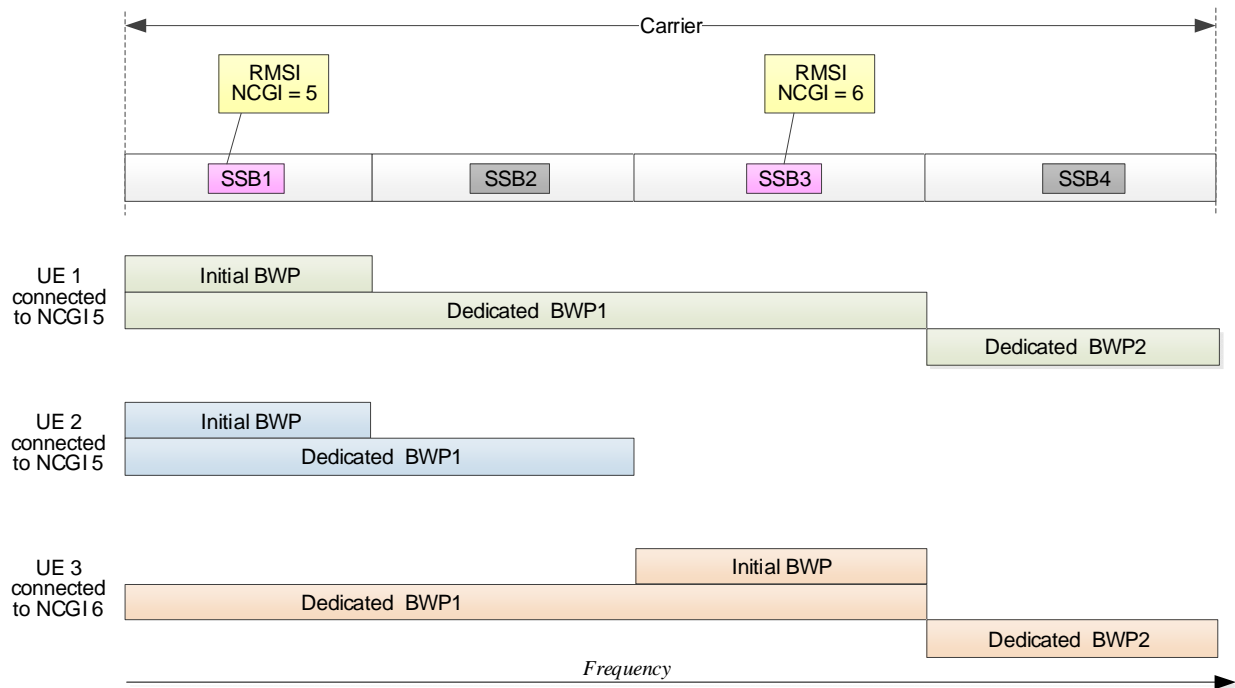 Carrier
RMSI
NCGI = 5
RMSI
NCGI = 6
SSB1
SSB2
SSB3
SSB4
UE 1
connected
to NCGI 5
Initial BWP
Dedicated BWP1
Dedicated BWP2
UE 2
connected
to NCGI 5
Initial BWP
Dedicated BWP1
UE 3
connected
to NCGI 6
Initial BWP
Dedicated BWP1
Dedicated BWP2
Frequency